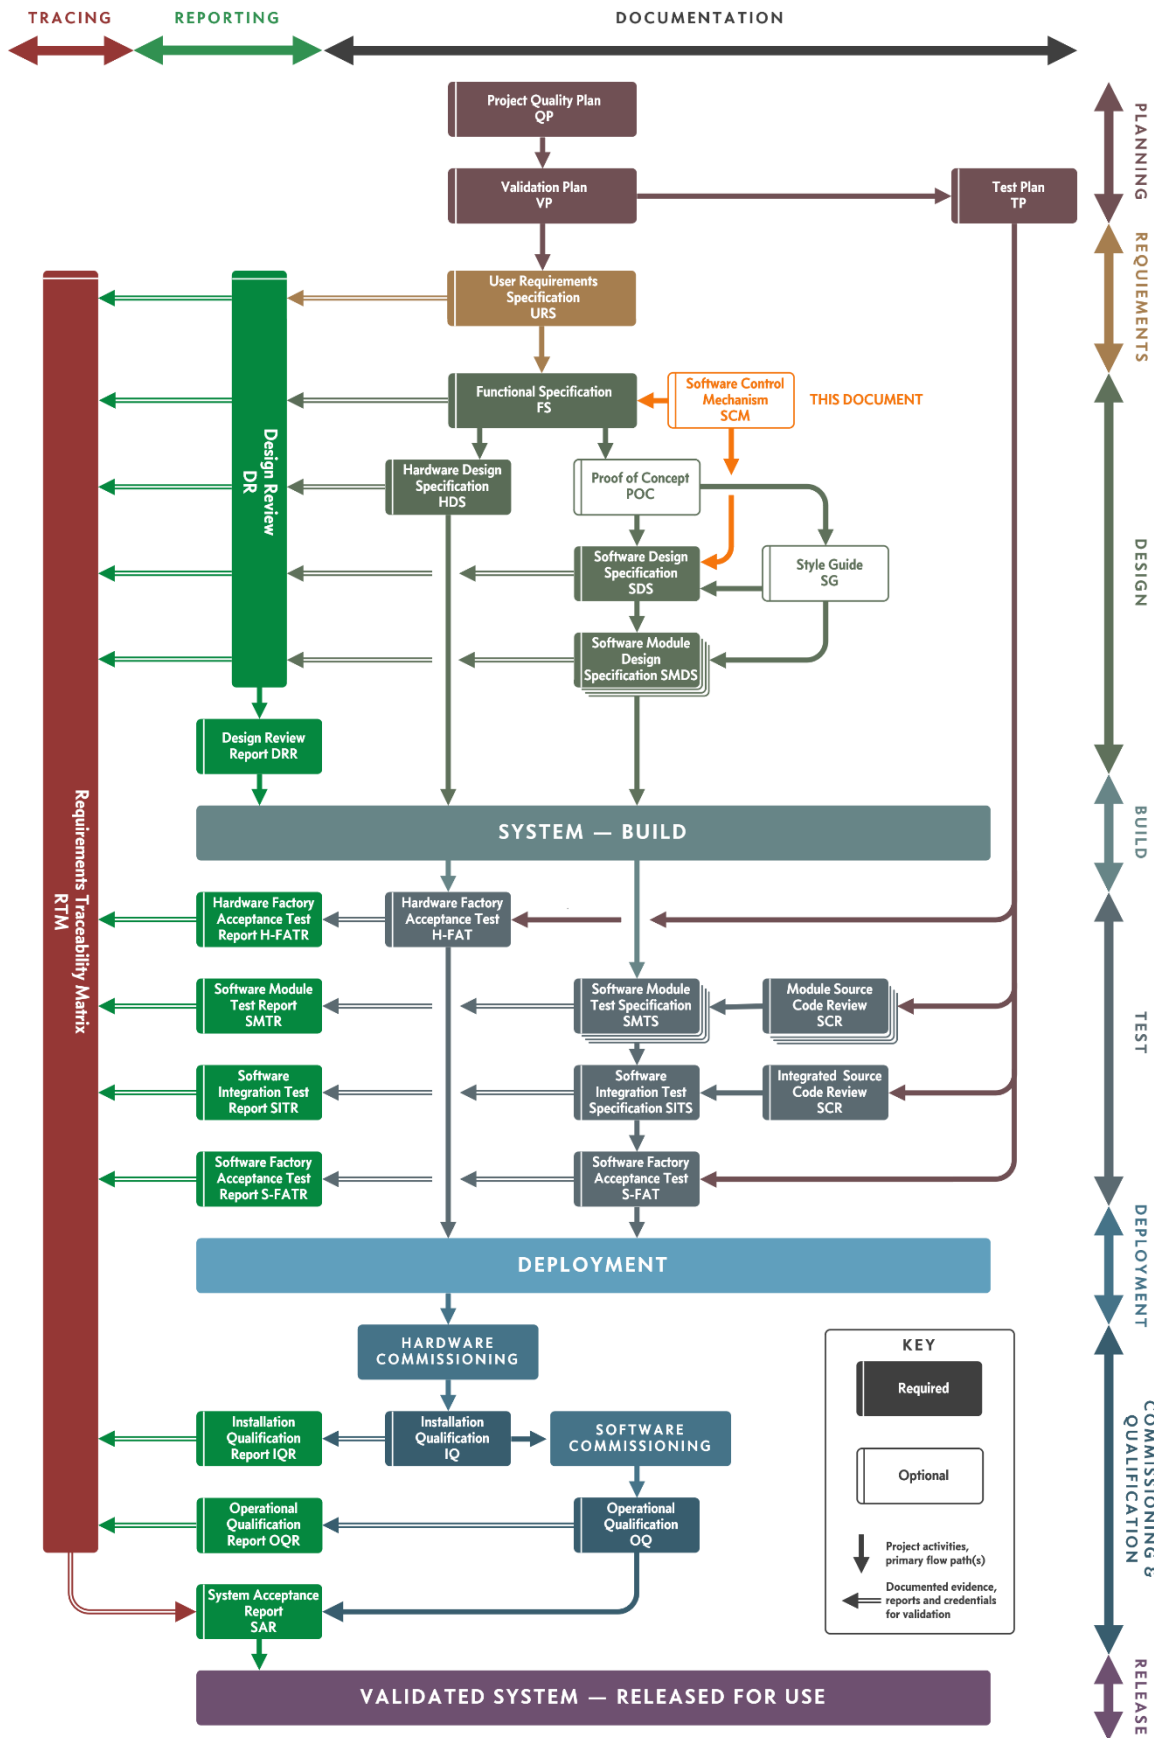 TRACING
REPORTING
DOCUMENTATION
Project Quality Plan
QP
PLANNING
Validation Plan
VP
Test Plan
TP
REQUIEMENTS
User Requirements
Specification
URS
Functional Specification
FS
Software Control
Mechanism
SCM
THIS DOCUMENT
Design Review
DR
Hardware Design
Specification
HDS
Proof of Concept
POC
Software Design
Specification
SDS
Style Guide
SG
DESIGN
Software Module
Design
Specification SMDS
Design Review
Report DRR
Requirements Traceability Matrix
RTM
SYSTEM — BUILD
BUILD
Hardware Factory
Acceptance Test
Report H-FATR
Hardware Factory
Acceptance Test
H-FAT
Software Module
Test Report
SMTR
Software Module
Test Specification
SMTS
Module Source
Code Review
SCR
TEST
Software
Integration Test
Report SITR
Software
Integration Test
Specification SITS
Integrated Source
Code Review
SCR
Software Factory
Acceptance Test
Report S-FATR
Software Factory
Acceptance Test
S-FAT
DEPLOYMENT
DEPLOYMENT
HARDWARE
COMMISSIONING
Installation
Qualification
Report IQR
Installation
Qualification
IQ
SOFTWARE
COMMISSIONING
Operational
Qualification
Report OQR
Operational
Qualification
OQ
System Acceptance
Report
SAR
KEY
Required
Optional
Project activities,
primary flow path(s)
Documented evidence,
reports and credentials
for validation
COMMISSIONING &
QUALIFICATION
VALIDATED SYSTEM — RELEASED FOR USE
RELEASE